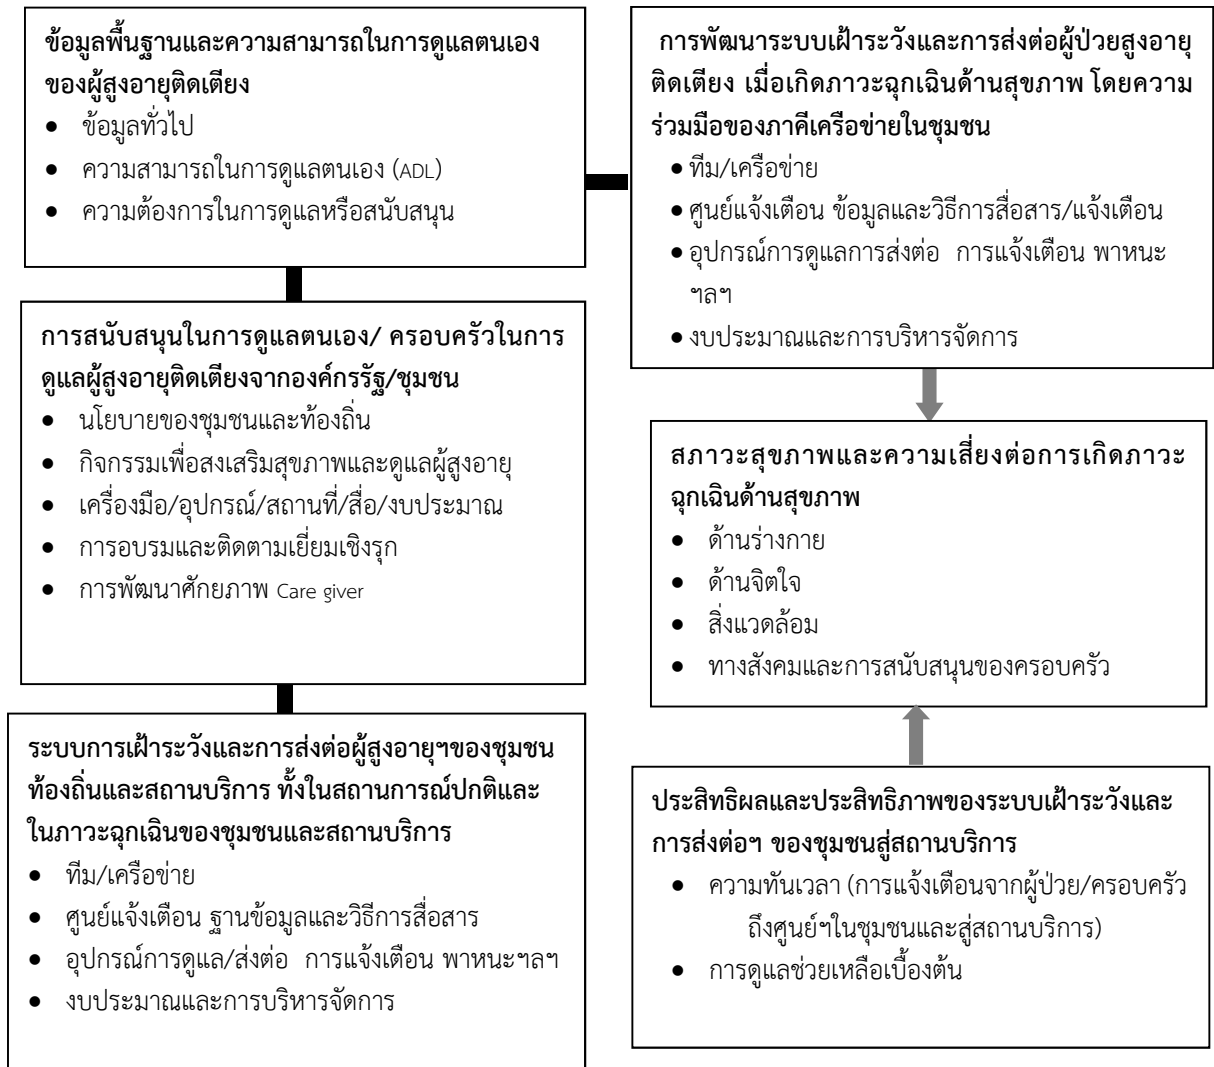 ข้อมูลพื้นฐานและความสามารถในการดูแลตนเอง
ของผู้สูงอายุติดเตียง
• ข้อมูลทั่วไป
• ความสามารถในการดูแลตนเอง (ADL)
• ความต้องการในการดูแลหรือสนับสนุน
การสนับสนุนในการดูแลตนเอง/ ครอบครัวในการ
ดูแลผู้สูงอายุติดเตียงจากองค์กรรัฐ/ชุมชน
• นโยบายของชุมชนและท้องถิ่น
• กิจกรรมเพื่อสงเสริมสุขภาพและดูแลผู้สูงอายุ
• เครื่องมือ/อุปกรณ์/สถานที่/สื่อ/งบประมาณ
• การอบรมและติดตามเยี่ยมเชิงรุก
• การพัฒนาศักยภาพ Care giver
ระบบการเฝ้าระวังและการส่งต่อผู้สูงอายุฯของชุมชน
ท้องถิ่นและสถานบริการ ทั้งในสถานการณ์ปกติและ
ในภาวะฉุกเฉินของชุมชนและสถานบริการ
• ทีม/เครือข่าย
• ศูนย์แจ้งเตือน ฐานข้อมูลและวิธีการสื่อสาร
• อุปกรณ์การดูแล/ส่งต่อ การแจ้งเตือน พาหนะฯลฯ
• งบประมาณและการบริหารจัดการ
การพัฒนาระบบเฝ้าระวังและการส่งต่อผู้ป่วยสูงอายุ
ติดเตียง เมื่อเกิดภาวะฉุกเฉินด้านสุขภาพ โดยความ
ร่วมมือของภาคีเครือข่ายในชุมชน
• ทีม/เครือข่าย
• ศูนย์แจ้งเตือน ข้อมูลและวิธีการสื่อสาร/แจ้งเตือน
• อุปกรณ์การดูแลการส่งต่อ การแจ้งเตือน พาหนะ
ฯลฯ
• งบประมาณและการบริหารจัดการ
สภาวะสุขภาพและความเสี่ยงต่อการเกิดภาวะ
ฉุกเฉินด้านสุขภาพ
• ด้านร่างกาย
• ด้านจิตใจ
• สิ่งแวดล้อม
• ทางสังคมและการสนับสนุนของครอบครัว
ประสิทธิผลและประสิทธิภาพของระบบเฝ้าระวังและ
การส่งต่อฯ ของชุมชนสู่สถานบริการ
• ความทันเวลา (การแจ้งเตือนจากผู้ป่วย/ครอบครัว
ถึงศูนย์ฯในชุมชนและสู่สถานบริการ)
• การดูแลช่วยเหลือเบื้องต้น